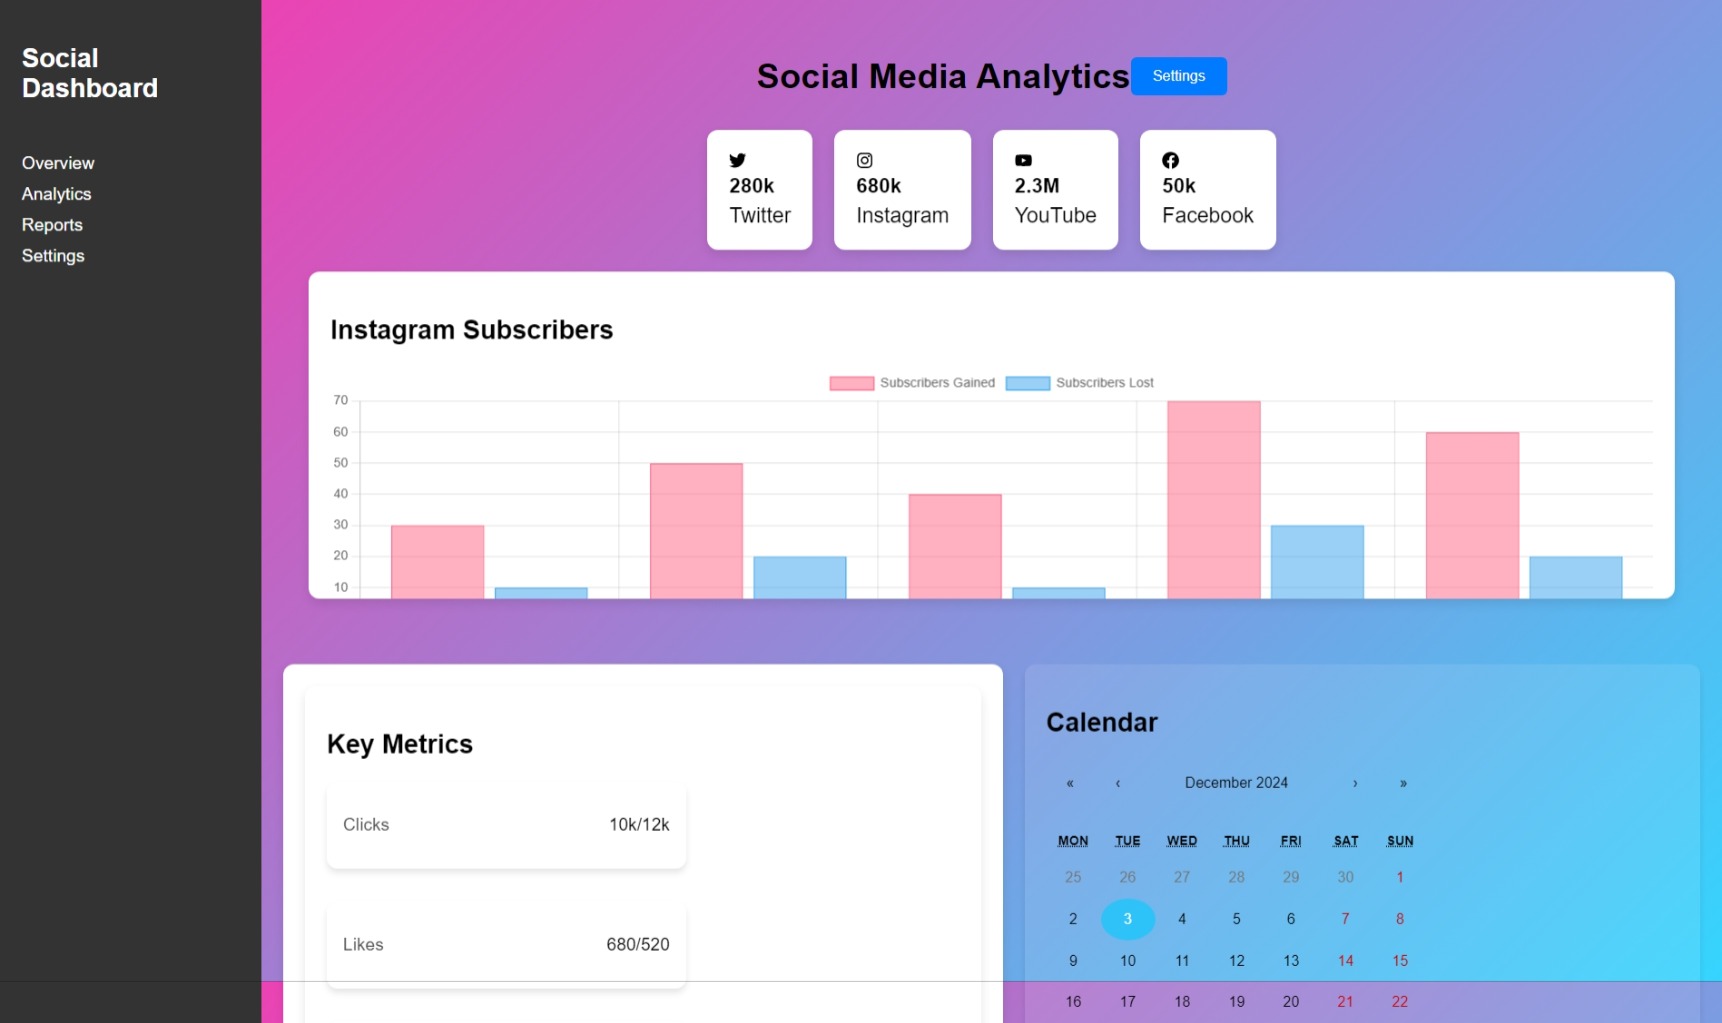 Social
Dashboard
Overview
Analytics
Reports
Settings
Social Media Analytics
Settings
280k
Twitter
680k
Instagram
2.3M
YouTube
50k
Facebook
Instagram Subscribers
Subscribers Gained
Subscribers Lost
70
60
50
40
30
20
10
Key Metrics
Clicks 10k/12k
Likes 680/520
Calendar
« ‹ December 2024 › »
MON TUE WED THU FRI SAT SUN
25 26 27 28 29 30 1
2 3 4 5 6 7 8
9 10 11 12 13 14 15
16 17 18 19 20 21 22